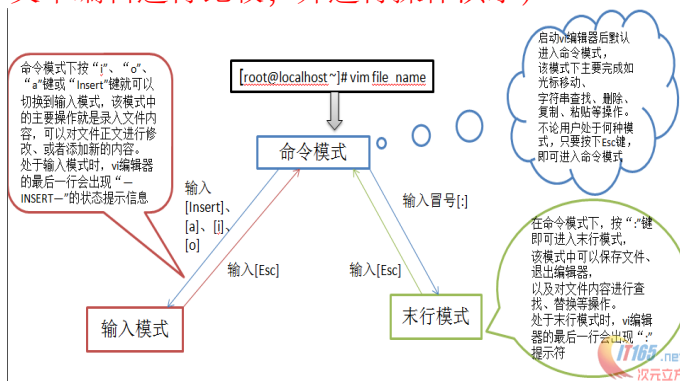 命令模式下按“i”、“o”、
“a”键或“Insert”键就可以
切换到输入模式，该模式中
的主要操作就是录入文件内
容，可以对文件正文进行修
改、或者添加新的内容。
处于输入模式时，vi编辑器
的最后一行会出现“—
INSERT—”的状态提示信息
[root@localhost ~]# vim file_name
启动vi编辑器后默认
进入命令模式，
该模式下主要完成如
光标移动、
字符串查找、删除、
复制、粘贴等操作。
不论用户处于何种模
式，只要按下Esc键，
即可进入命令模式
命令模式
输入
[Insert]、
[a]、[i]、
[o]
输入[Esc]
输入冒号[:]
输入[Esc]
输入模式
末行模式
在命令模式下，按“:”键
即可进入末行模式，
该模式中可以保存文件、
退出编辑器，
以及对文件内容进行查
找、替换等操作。
处于末行模式时，vi编辑
器的最后一行会出现“:”
提示符
IT165.net
次元立方